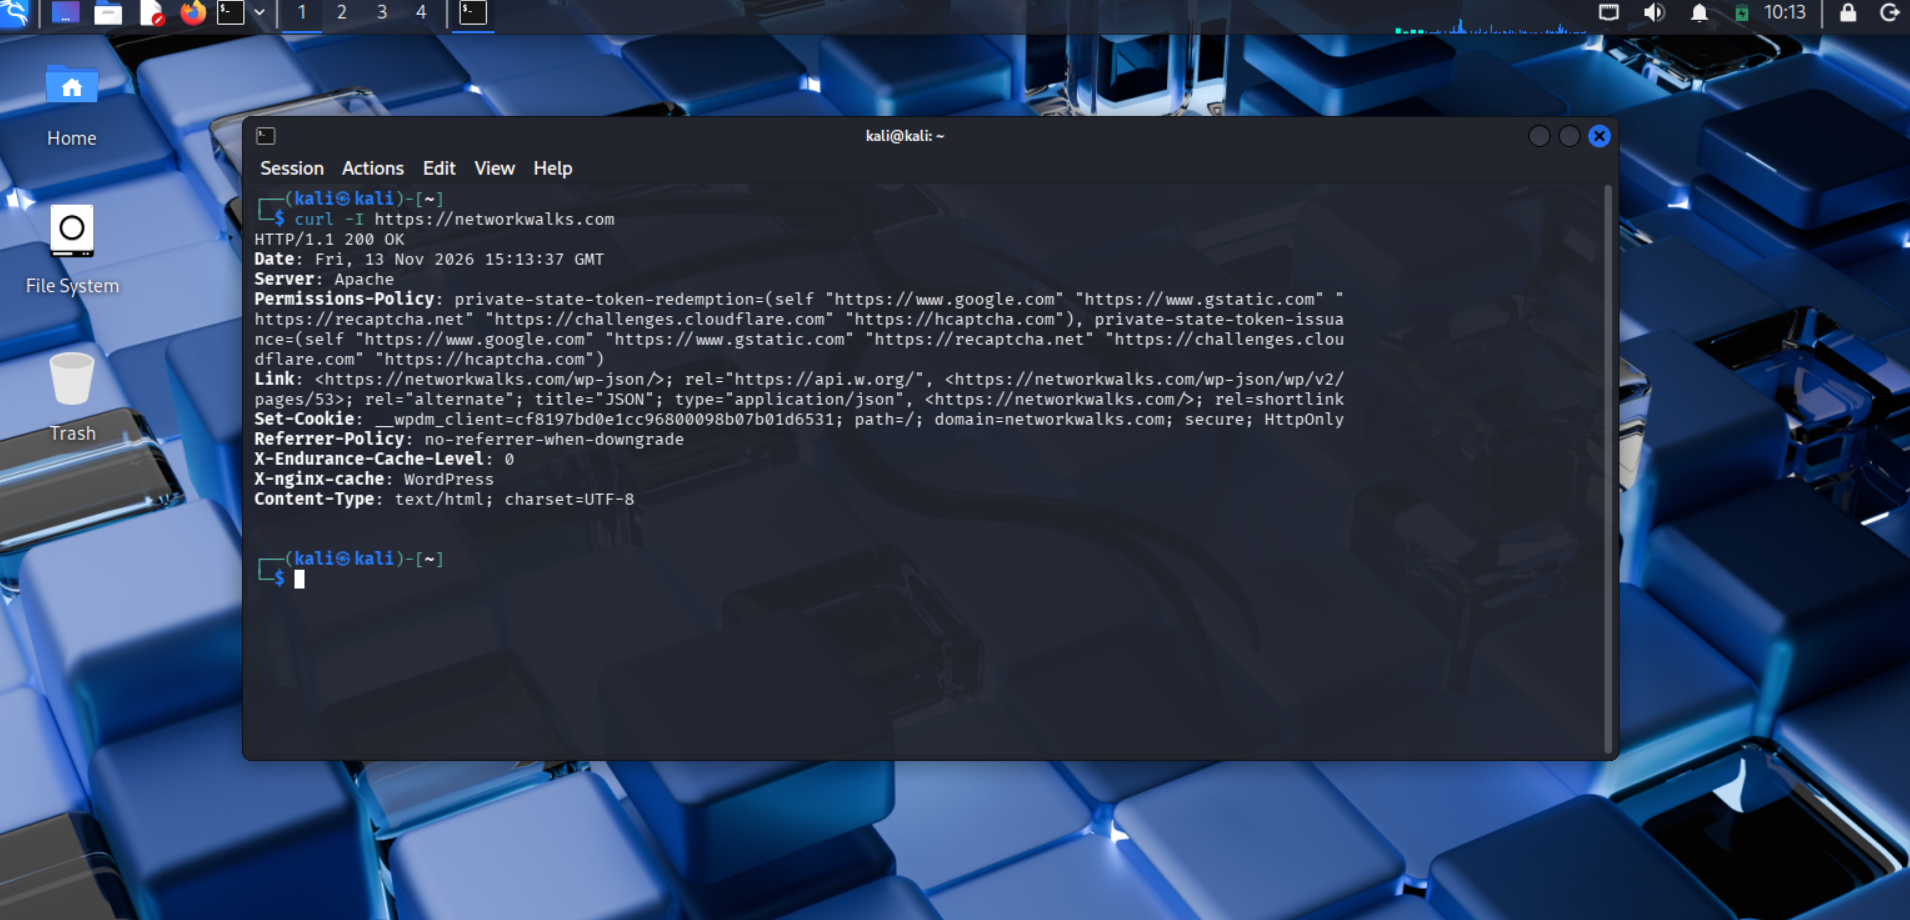 1 2 3 4 10:13
Home
File System
Trash
kali@kali: ~
Session Actions Edit View Help
┌──(kali㉿kali)-[~]
└─$ curl -I https://networkwalks.com
HTTP/1.1 200 OK
Date: Fri, 13 Nov 2026 15:13:37 GMT
Server: Apache
Permissions-Policy: private-state-token-redemption=(self "https://www.google.com" "https://www.gstatic.com" "
https://recaptcha.net" "https://challenges.cloudflare.com" "https://hcaptcha.com"), private-state-token-issua
nce=(self "https://www.google.com" "https://www.gstatic.com" "https://recaptcha.net" "https://challenges.clou
dflare.com" "https://hcaptcha.com")
Link: <https://networkwalks.com/wp-json/>; rel="https://api.w.org/", <https://networkwalks.com/wp-json/wp/v2/
pages/53>; rel="alternate"; title="JSON"; type="application/json", <https://networkwalks.com/>; rel=shortlink
Set-Cookie: __wpdm_client=cf8197bd0e1cc96800098b07b01d6531; path=/; domain=networkwalks.com; secure; HttpOnly
Referrer-Policy: no-referrer-when-downgrade
X-Endurance-Cache-Level: 0
X-nginx-cache: WordPress
Content-Type: text/html; charset=UTF-8
┌──(kali㉿kali)-[~]
└─$